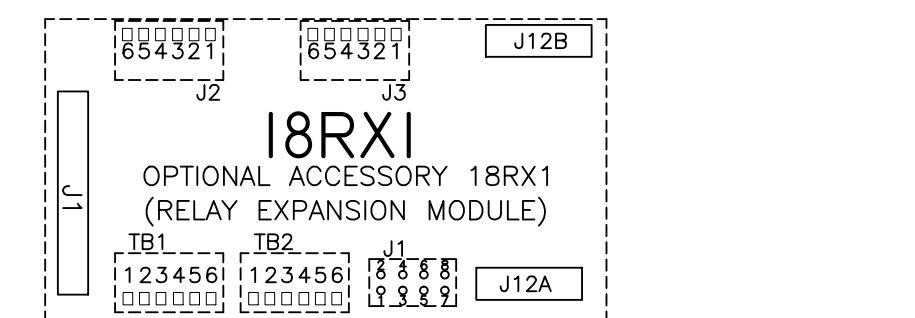 654321
654321
J12B
J2
J3
18RX1
OPTIONAL ACCESSORY 18RX1
(RELAY EXPANSION MODULE)
J1
TB1
TB2
J1
123456
123456
2 4 6 8
1 3 5 7
J12A